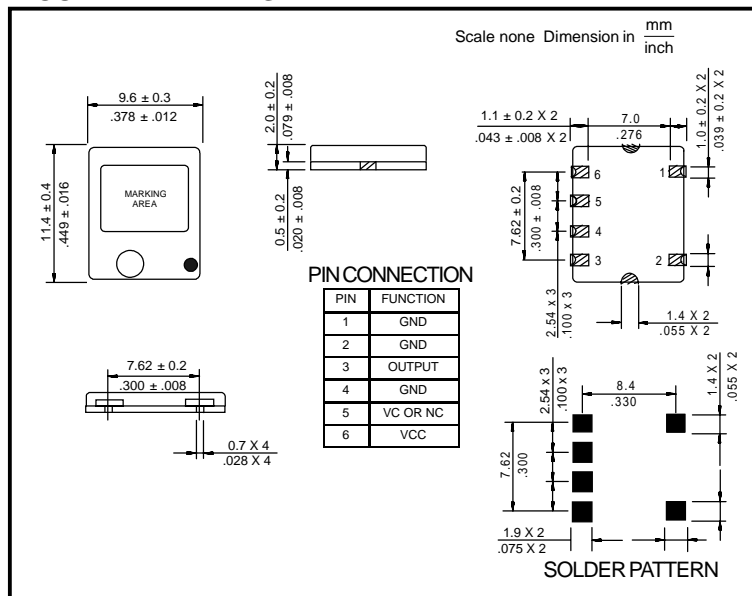 Scale none Dimension in mm
inch
9.6 ± 0.3
.378 ± .012
11.4 ± 0.4
.449 ± .016
MARKING
AREA
2.0 ± 0.2
.079 ± .008
0.5 ± 0.2
.020 ± .008
1.1 ± 0.2 X 2
.043 ± .008 X 2
7.0
.276
1.0 ± 0.2 X 2
.039 ± 0.2 X 2
6
5
4
3
1
2
7.62 ± 0.2
.300 ± .008
2.54 x 3
.100 x 3
1.4 X 2
.055 X 2
PIN CONNECTION
PIN FUNCTION
1 GND
2 GND
3 OUTPUT
4 GND
5 VC OR NC
6 VCC
7.62 ± 0.2
.300 ± .008
0.7 X 4
.028 X 4
2.54 x 3
.100 x 3
8.4
.330
1.4 X 2
.055 X 2
7.62
.300
1.9 X 2
.075 X 2
SOLDER PATTERN